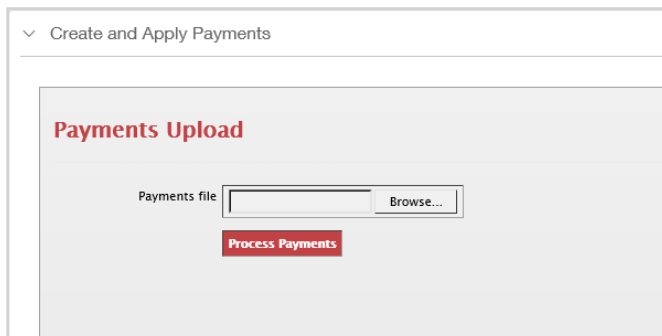 Create and Apply Payments
Payments Upload
Payments file Browse...
Process Payments